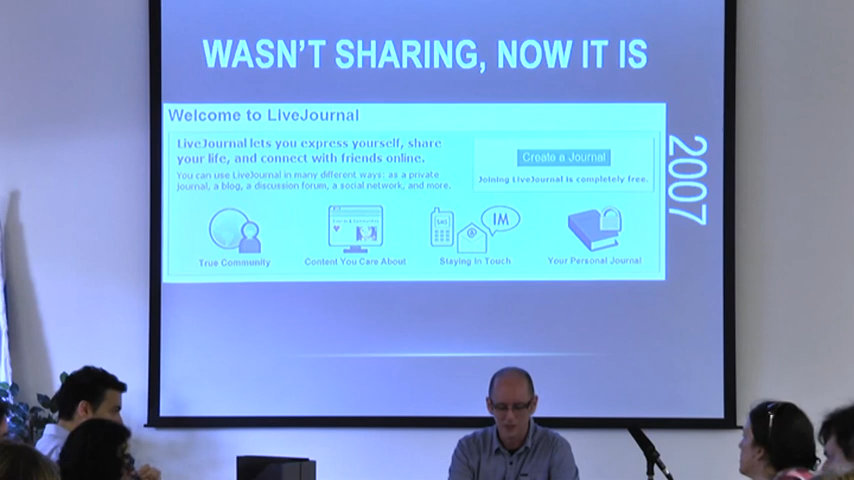 WASN'T SHARING, NOW IT IS
Welcome to LiveJournal
LiveJournal lets you express yourself, share
your life, and connect with friends online.
You can use LiveJournal in many different ways: as a private
journal, a blog, a discussion forum, a social network, and more.
Create a Journal
Joining LiveJournal is completely free.
2007
SMS
IM
True Community
Content You Care About
Staying In Touch
Your Personal Journal